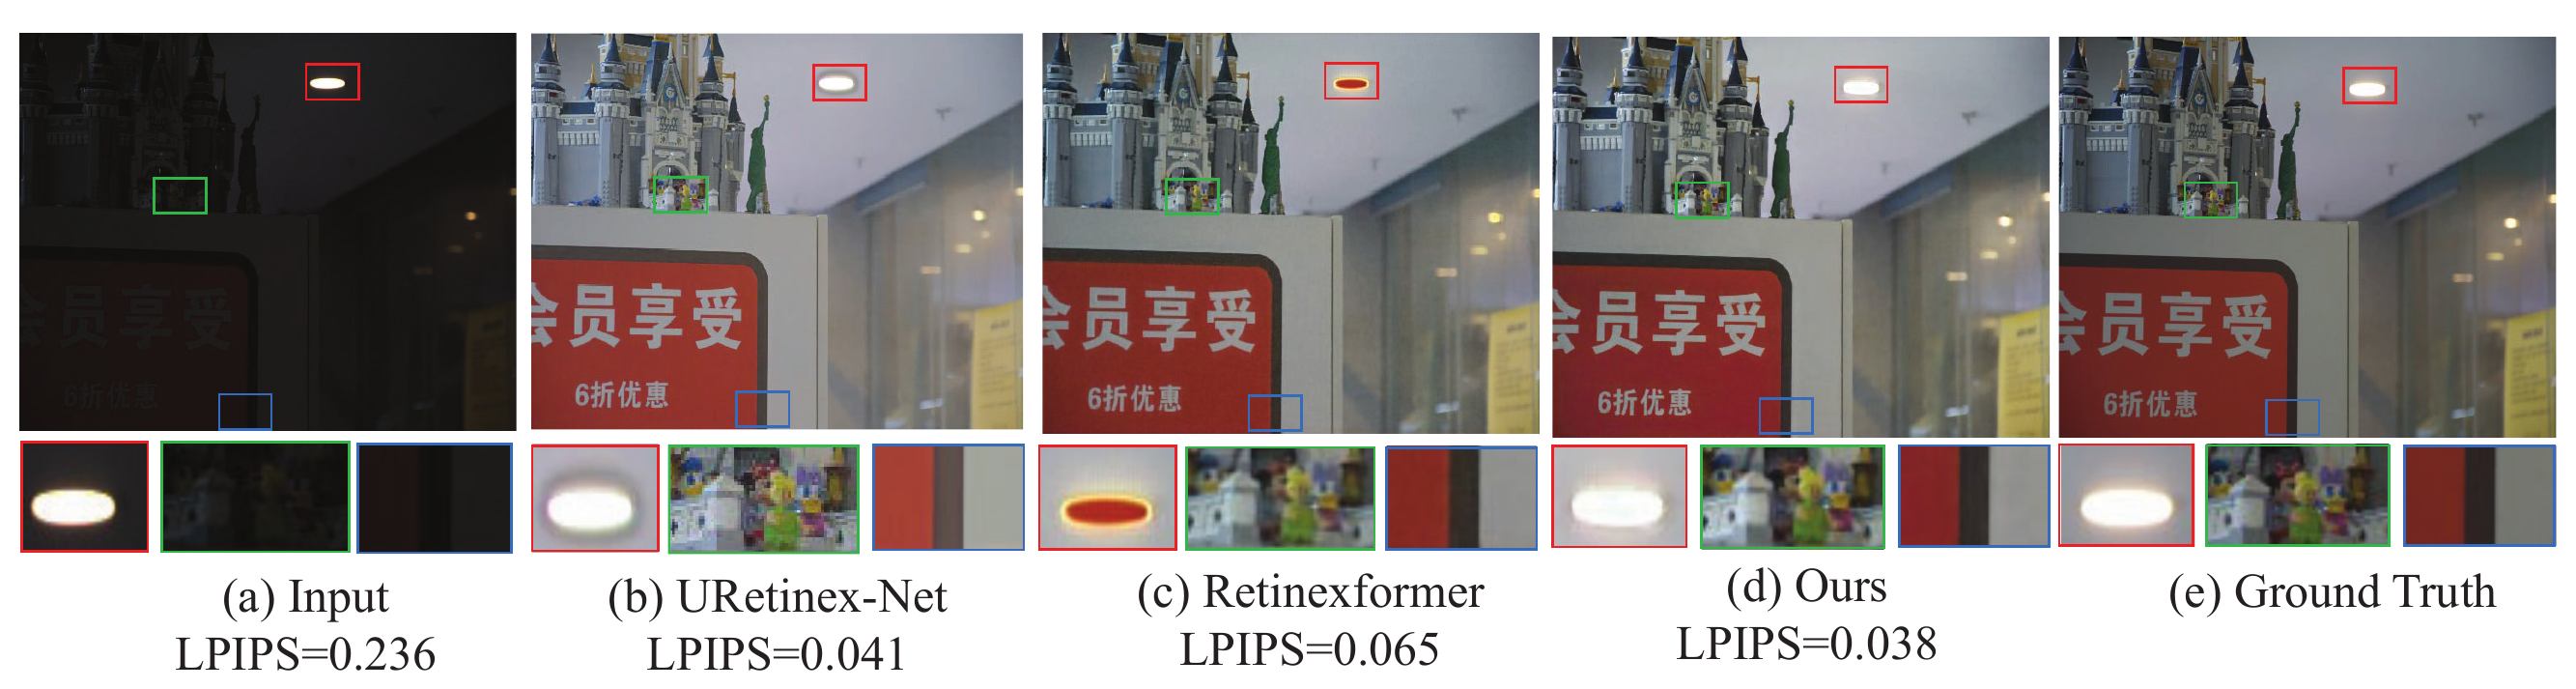 会员享受
6折优惠
会员享受
6折优惠
会员享受
6折优惠
会员享受
6折优惠
会员享受
6折优惠
(a) Input
LPIPS=0.236
(b) URetinex-Net
LPIPS=0.041
(c) Retinexformer
LPIPS=0.065
(d) Ours
LPIPS=0.038
(e) Ground Truth